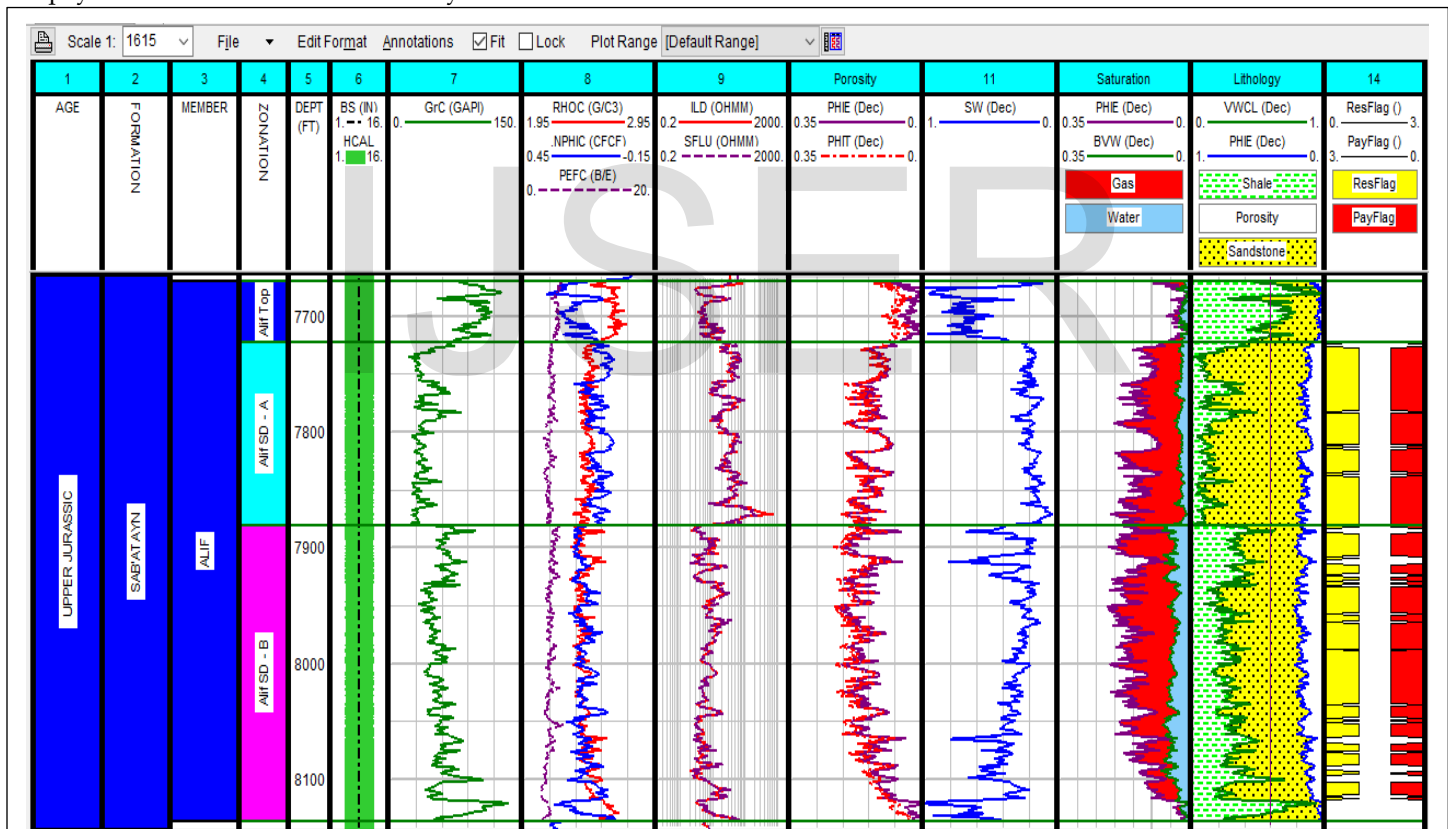 Scale 1: 1615 File Edit Format Annotations Fit Lock Plot Range [Default Range]
1 2 3 4 5 6 7 8 9 Porosity 11 Saturation Lithology 14
AGE
FORMATION
MEMBER
ZONATION
DEPT
(FT)
BS (IN)
1. 16.
HCAL
1. 16.
GrC (GAPI)
0. 150.
RHOC (G/C3)
1.95 2.95
NPHIC (CFCF)
0.45 -0.15
PEFC (B/E)
0. 20.
ILD (OHMM)
0.2 2000.
SFLU (OHMM)
0.2 2000.
PHIE (Dec)
0.35 0.
PHIT (Dec)
0.35 0.
SW (Dec)
1. 0.
PHIE (Dec)
0.35 0.
BVW (Dec)
0.35 0.
Gas
Water
VWCL (Dec)
0. 1.
PHIE (Dec)
1. 0.
Shale
Porosity
Sandstone
ResFlag ()
0. 3.
PayFlag ()
3. 0.
ResFlag
PayFlag
IJSER
UPPER JURASSIC
SAB'AT AYN
ALIF
Alif Top
Alif SD - A
Alif SD - B
7700
7800
7900
8000
8100